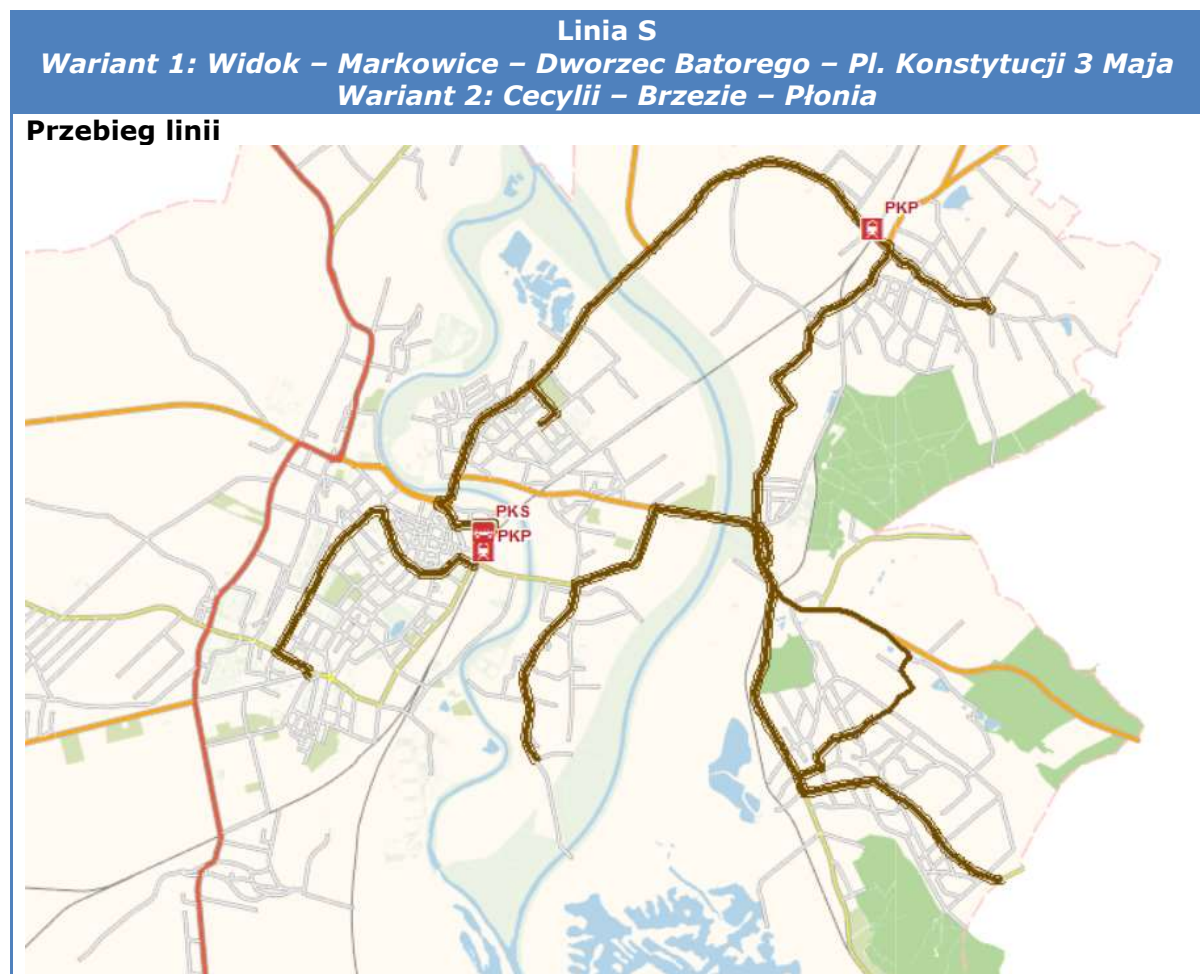 Linia S
Wariant 1: Widok – Markowice – Dworzec Batorego – Pl. Konstytucji 3 Maja
Wariant 2: Cecylii – Brzezie – Płonia
Przebieg linii
PKP
PKS
PKP